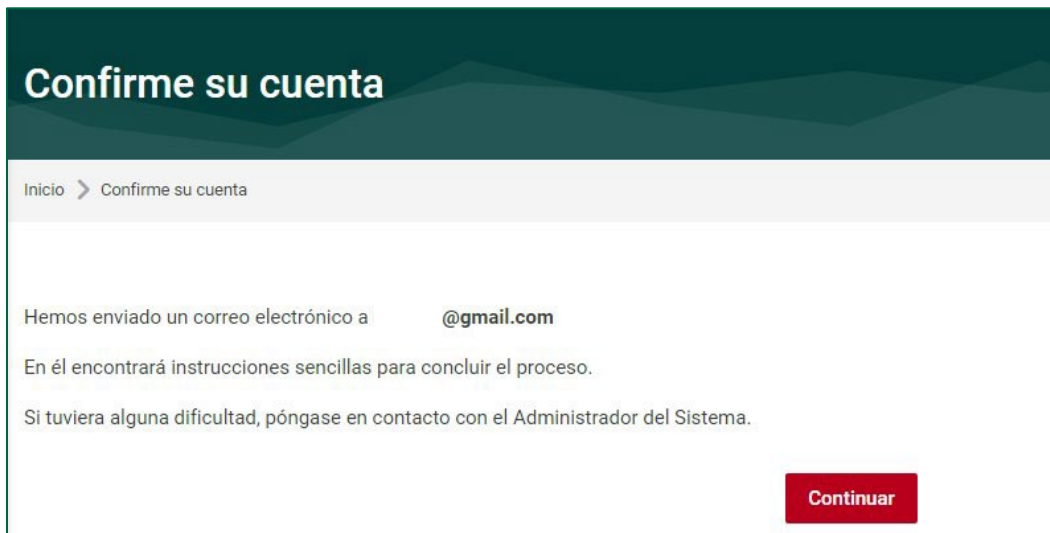 Confirme su cuenta
Inicio > Confirme su cuenta
Hemos enviado un correo electrónico a @gmail.com
En él encontrará instrucciones sencillas para concluir el proceso.
Si tuviera alguna dificultad, póngase en contacto con el Administrador del Sistema.
Continuar